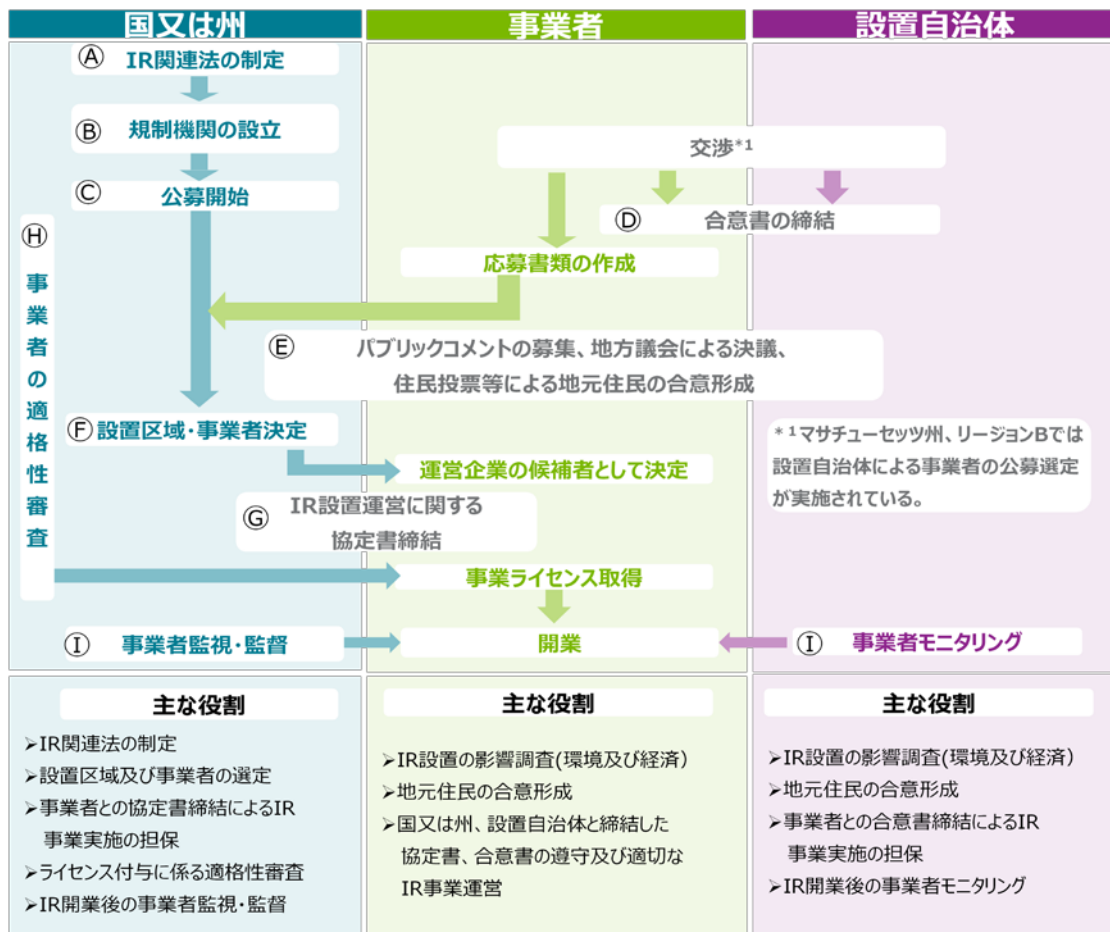 国又は州
事業者
設置自治体
Ⓐ IR関連法の制定
Ⓑ 規制機関の設立
交渉*1
Ⓒ 公募開始
Ⓓ 合意書の締結
Ⓗ 事業者の適格性審査
応募書類の作成
Ⓔ パブリックコメントの募集、地方議会による決議、
住民投票等による地元住民の合意形成
Ⓕ 設置区域・事業者決定
運営企業の候補者として決定
*1マサチューセッツ州、リージョンBでは
設置自治体による事業者の公募選定
が実施されている。
Ⓖ IR設置運営に関する
協定書締結
事業ライセンス取得
Ⓘ 事業者監視・監督
開業
Ⓘ 事業者モニタリング
主な役割
➢IR関連法の制定
➢設置区域及び事業者の選定
➢事業者との協定書締結によるIR
事業実施の担保
➢ライセンス付与に係る適格性審査
➢IR開業後の事業者監視・監督
主な役割
➢IR設置の影響調査(環境及び経済)
➢地元住民の合意形成
➢国又は州、設置自治体と締結した
協定書、合意書の遵守及び適切な
IR事業運営
主な役割
➢IR設置の影響調査(環境及び経済)
➢地元住民の合意形成
➢事業者との合意書締結によるIR
事業実施の担保
➢IR開業後の事業者モニタリング